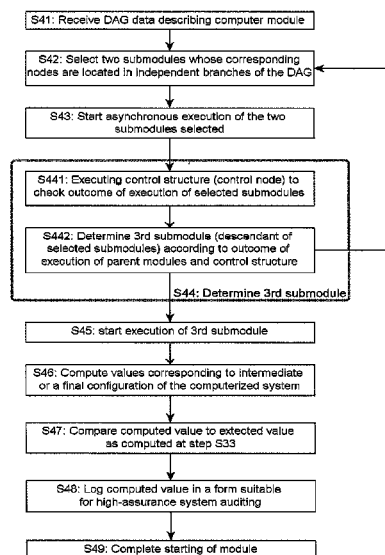 S41: Receive DAG data describing computer module
S42: Select two submodules whose corresponding
nodes are located in independent branches of the DAG
S43: Start asynchronous execution of the two
submodules selected
S441: Executing control structure (control node) to
check outcome of execution of selected submodules
S442: Determine 3rd submodule (descendant of
selected submodules) according to outcome of
execution of parent modules and control structure
S44: Determine 3rd submodule
S45: start execution of 3rd submodule
S46: Compute values corresponding to intermediate
or a final configuration of the computerized system
S47: Compare computed value to extected value
as computed at step S33
S48: Log computed value in a form suitable
for high-assurance system auditing
S49: Complete starting of module